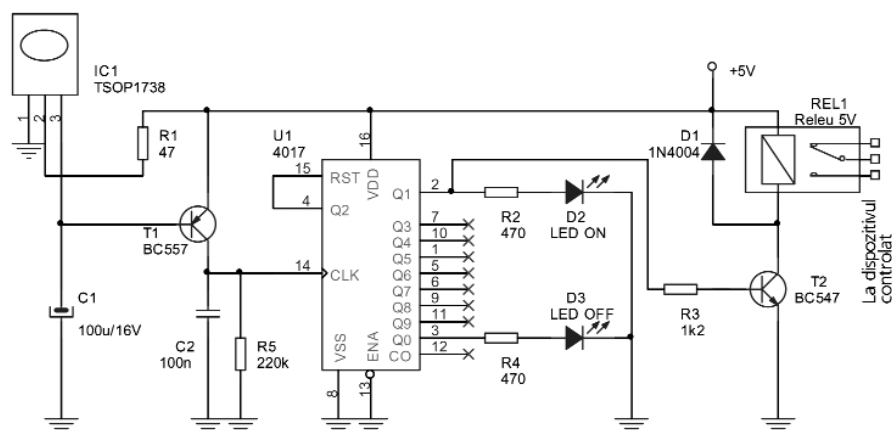 IC1
TSOP1738
1
2
3
R1
47
U1
4017
16
15
RST
VDD
4
Q2
T1
BC557
14
CLK
C1
100u/16V
C2
100n
R5
220k
VSS
ENA
8
13
Q1
2
Q3
7
Q4
10
Q5
1
Q6
5
Q7
6
Q8
9
Q9
11
Q0
3
CO
12
R2
470
D2
LED ON
D3
LED OFF
R4
470
+5V
D1
1N4004
REL1
Releu 5V
R3
1k2
T2
BC547
La dispozitivul
controlat